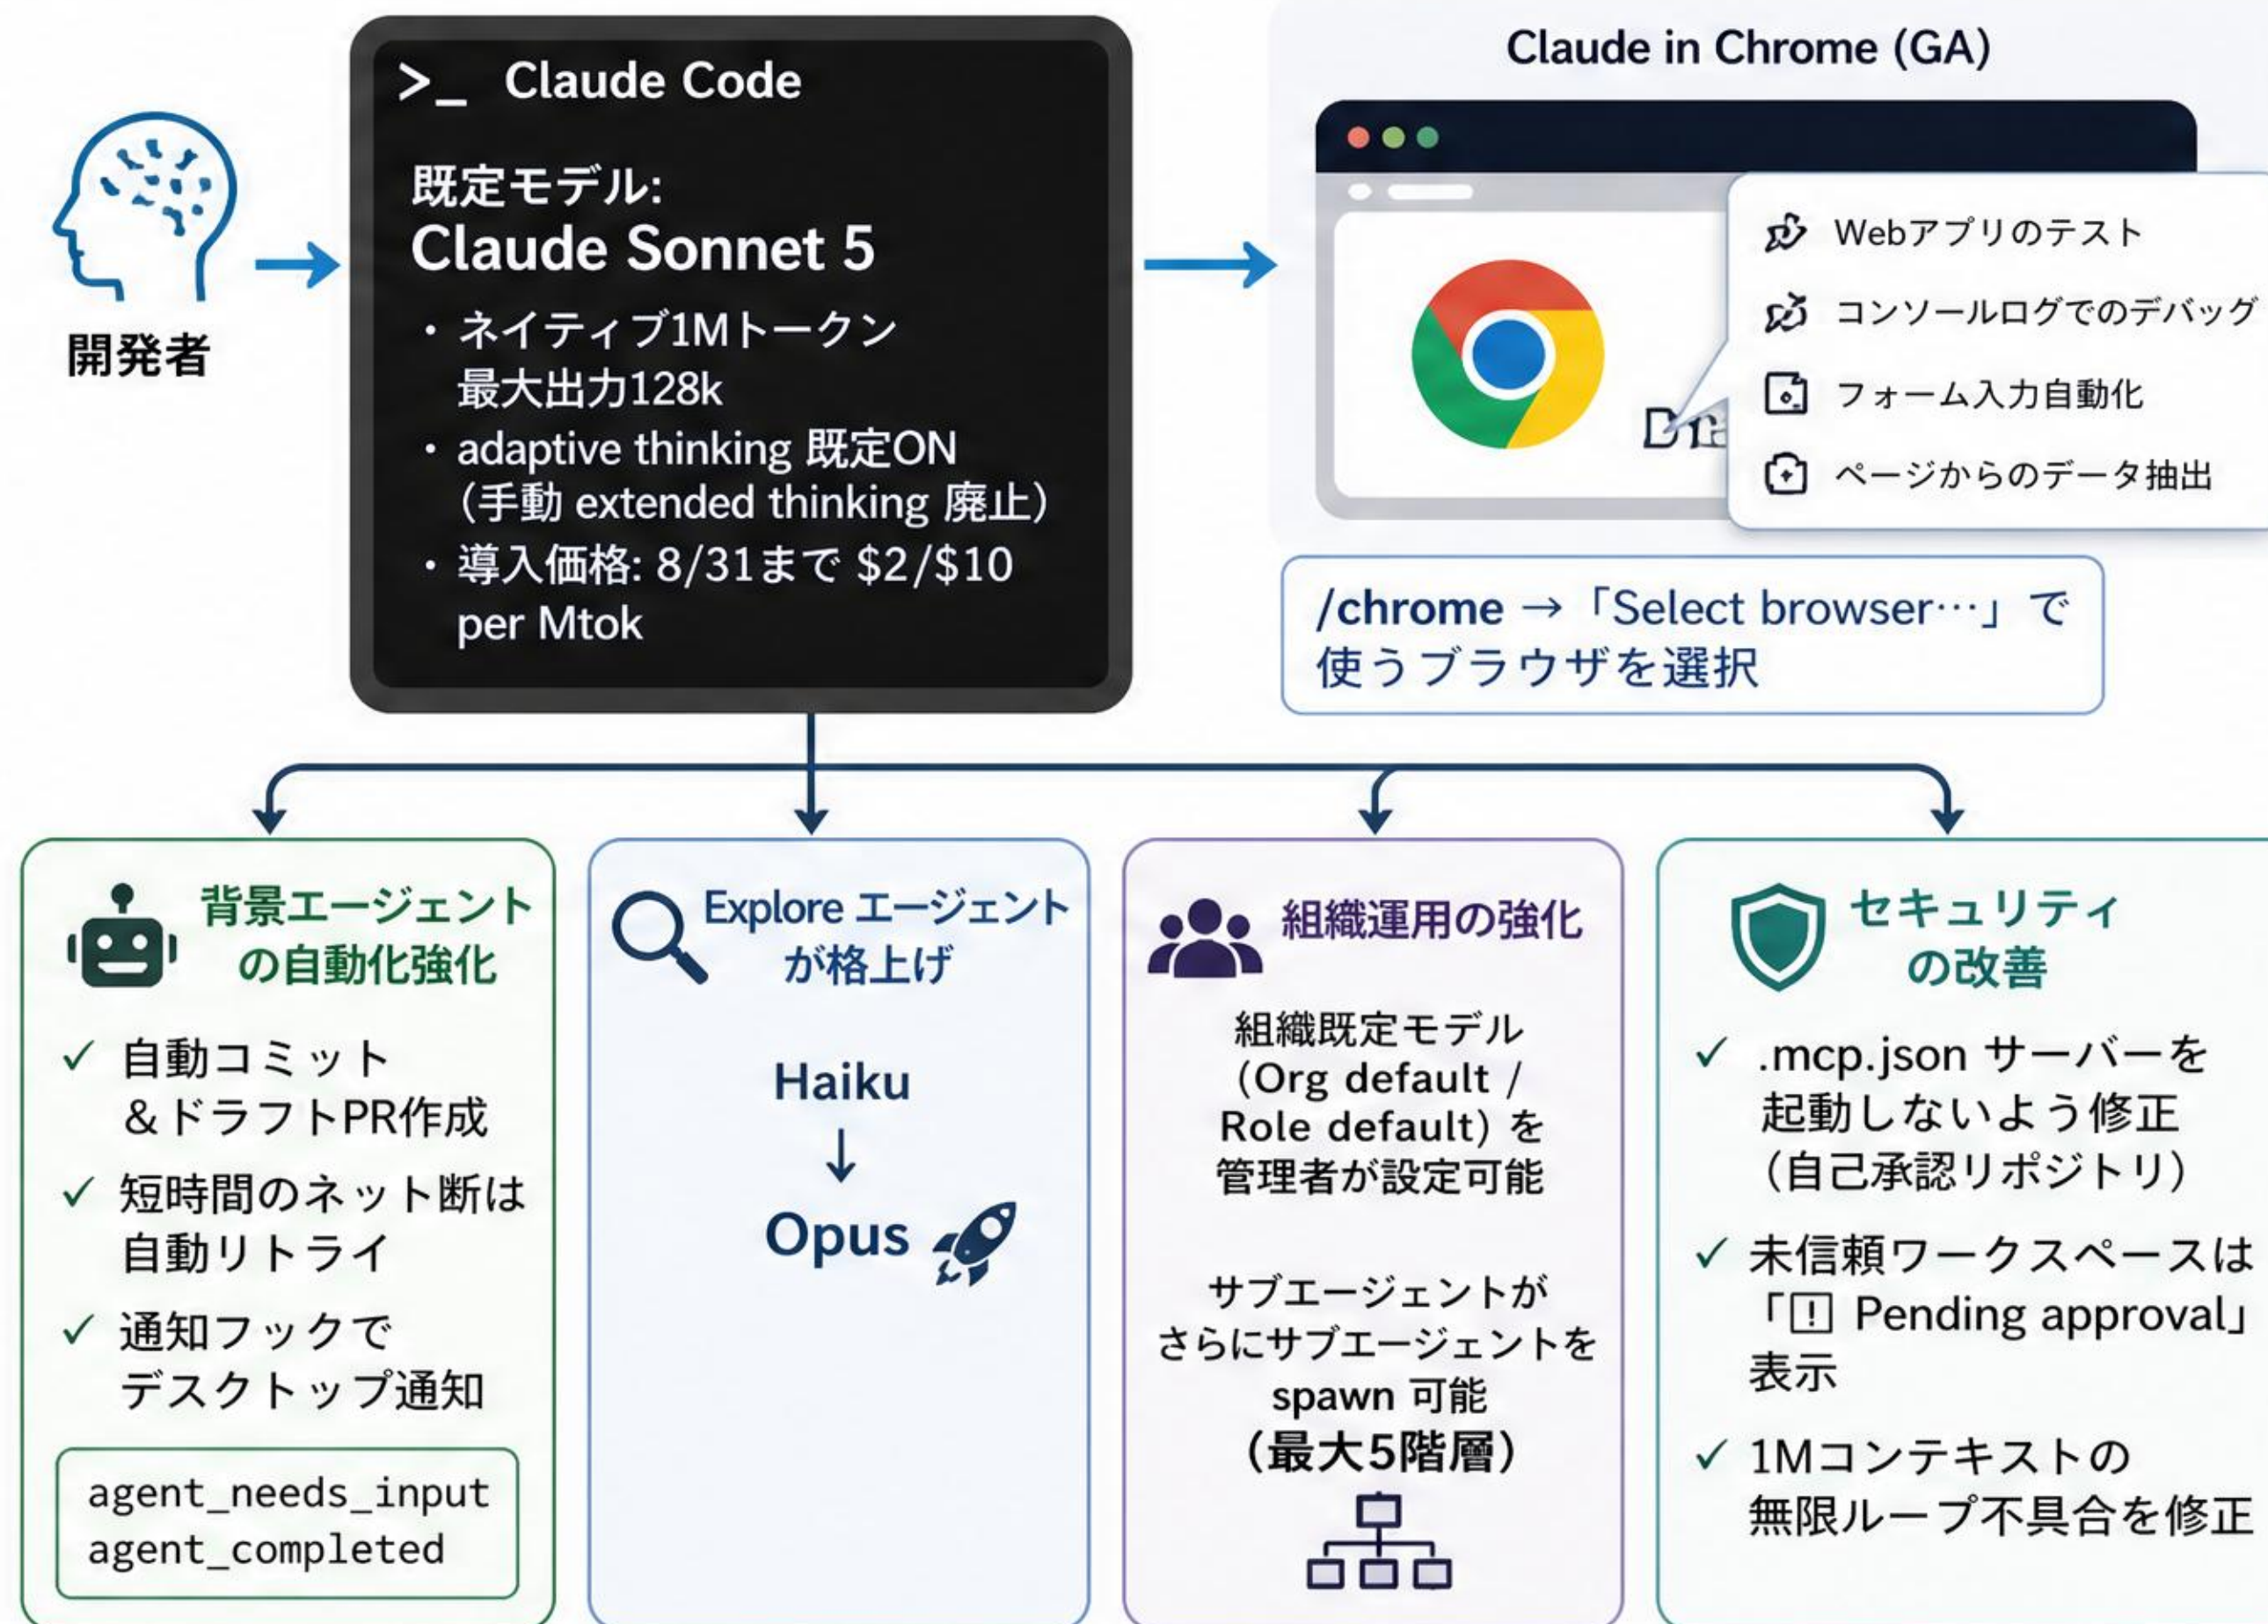 開発者
>_ Claude Code
既定モデル:
Claude Sonnet 5
・ネイティブ1Mトークン
最大出力128k
・adaptive thinking 既定ON
（手動 extended thinking 廃止）
・導入価格: 8/31まで $2/$10
per Mtok
Claude in Chrome (GA)
Webアプリのテスト
コンソールログでのデバッグ
フォーム入力自動化
ページからのデータ抽出
/chrome → 「Select browser…」で
使うブラウザを選択
背景エージェント
の自動化強化
✓ 自動コミット
＆ドラフトPR作成
✓ 短時間のネット断は
自動リトライ
✓ 通知フックで
デスクトップ通知
agent_needs_input
agent_completed
Explore エージェント
が格上げ
Haiku
↓
Opus
組織運用の強化
組織既定モデル
(Org default /
Role default) を
管理者が設定可能
サブエージェントが
さらにサブエージェントを
spawn 可能
（最大5階層）
セキュリティ
の改善
✓ .mcp.json サーバーを
起動しないよう修正
（自己承認リポジトリ）
✓ 未信頼ワークスペースは
「! Pending approval」
表示
✓ 1Mコンテキストの
無限ループ不具合を修正